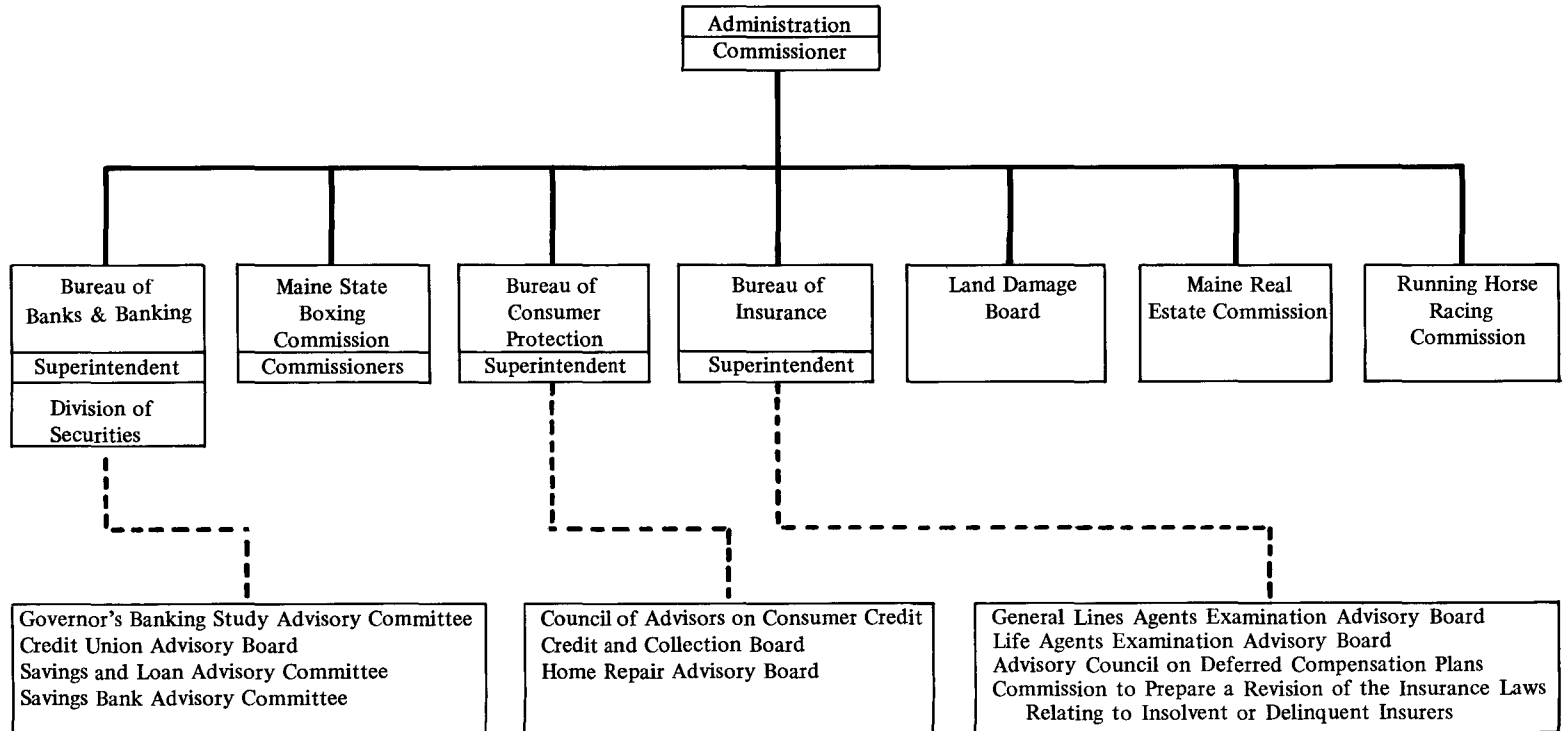 Administration
Commissioner
Bureau of
Banks & Banking
Superintendent
Division of
Securities
Maine State
Boxing
Commission
Commissioners
Bureau of
Consumer
Protection
Superintendent
Bureau of
Insurance
Superintendent
Land Damage
Board
Maine Real
Estate Commission
Running Horse
Racing
Commission
Governor's Banking Study Advisory Committee
Credit Union Advisory Board
Savings and Loan Advisory Committee
Savings Bank Advisory Committee
Council of Advisors on Consumer Credit
Credit and Collection Board
Home Repair Advisory Board
General Lines Agents Examination Advisory Board
Life Agents Examination Advisory Board
Advisory Council on Deferred Compensation Plans
Commission to Prepare a Revision of the Insurance Laws
Relating to Insolvent or Delinquent Insurers